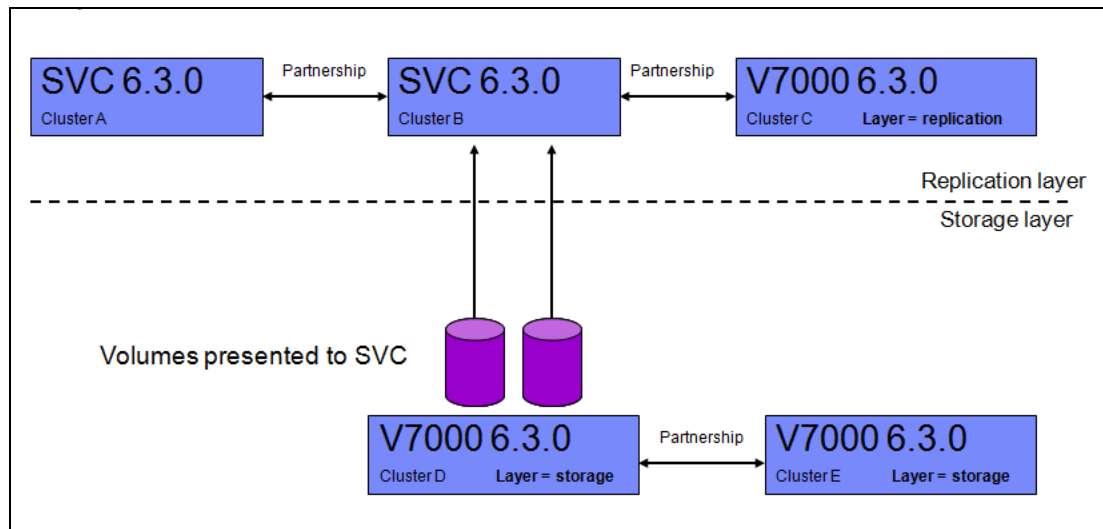 SVC 6.3.0
Cluster A
Partnership
SVC 6.3.0
Cluster B
Partnership
V7000 6.3.0
Cluster C Layer = replication
Replication layer
Storage layer
Volumes presented to SVC
V7000 6.3.0
Cluster D Layer = storage
Partnership
V7000 6.3.0
Cluster E Layer = storage